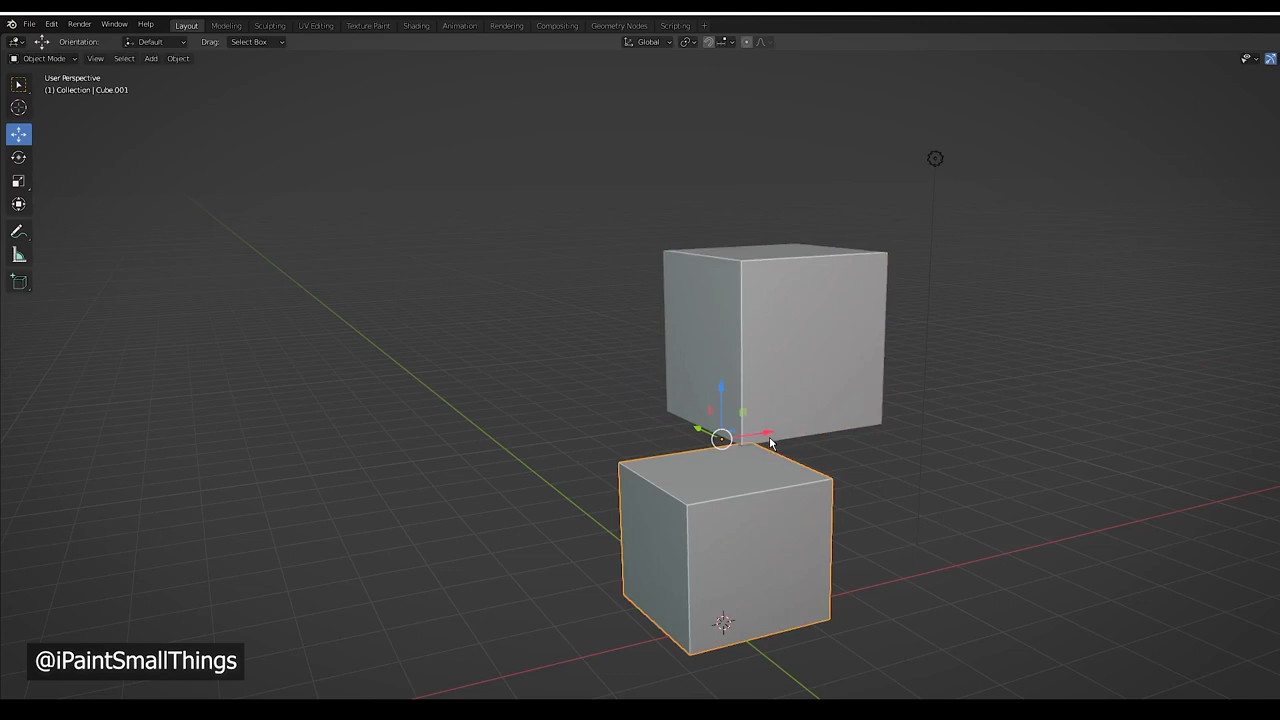 File Edit Render Window Help Layout Modeling Sculpting UV Editing Texture Paint Shading Animation Rendering Compositing Geometry Nodes Scripting +
Orientation: Default Drag: Select Box Global
Object Mode View Select Add Object
User Perspective
(1) Collection | Cube.001
@iPaintSmallThings